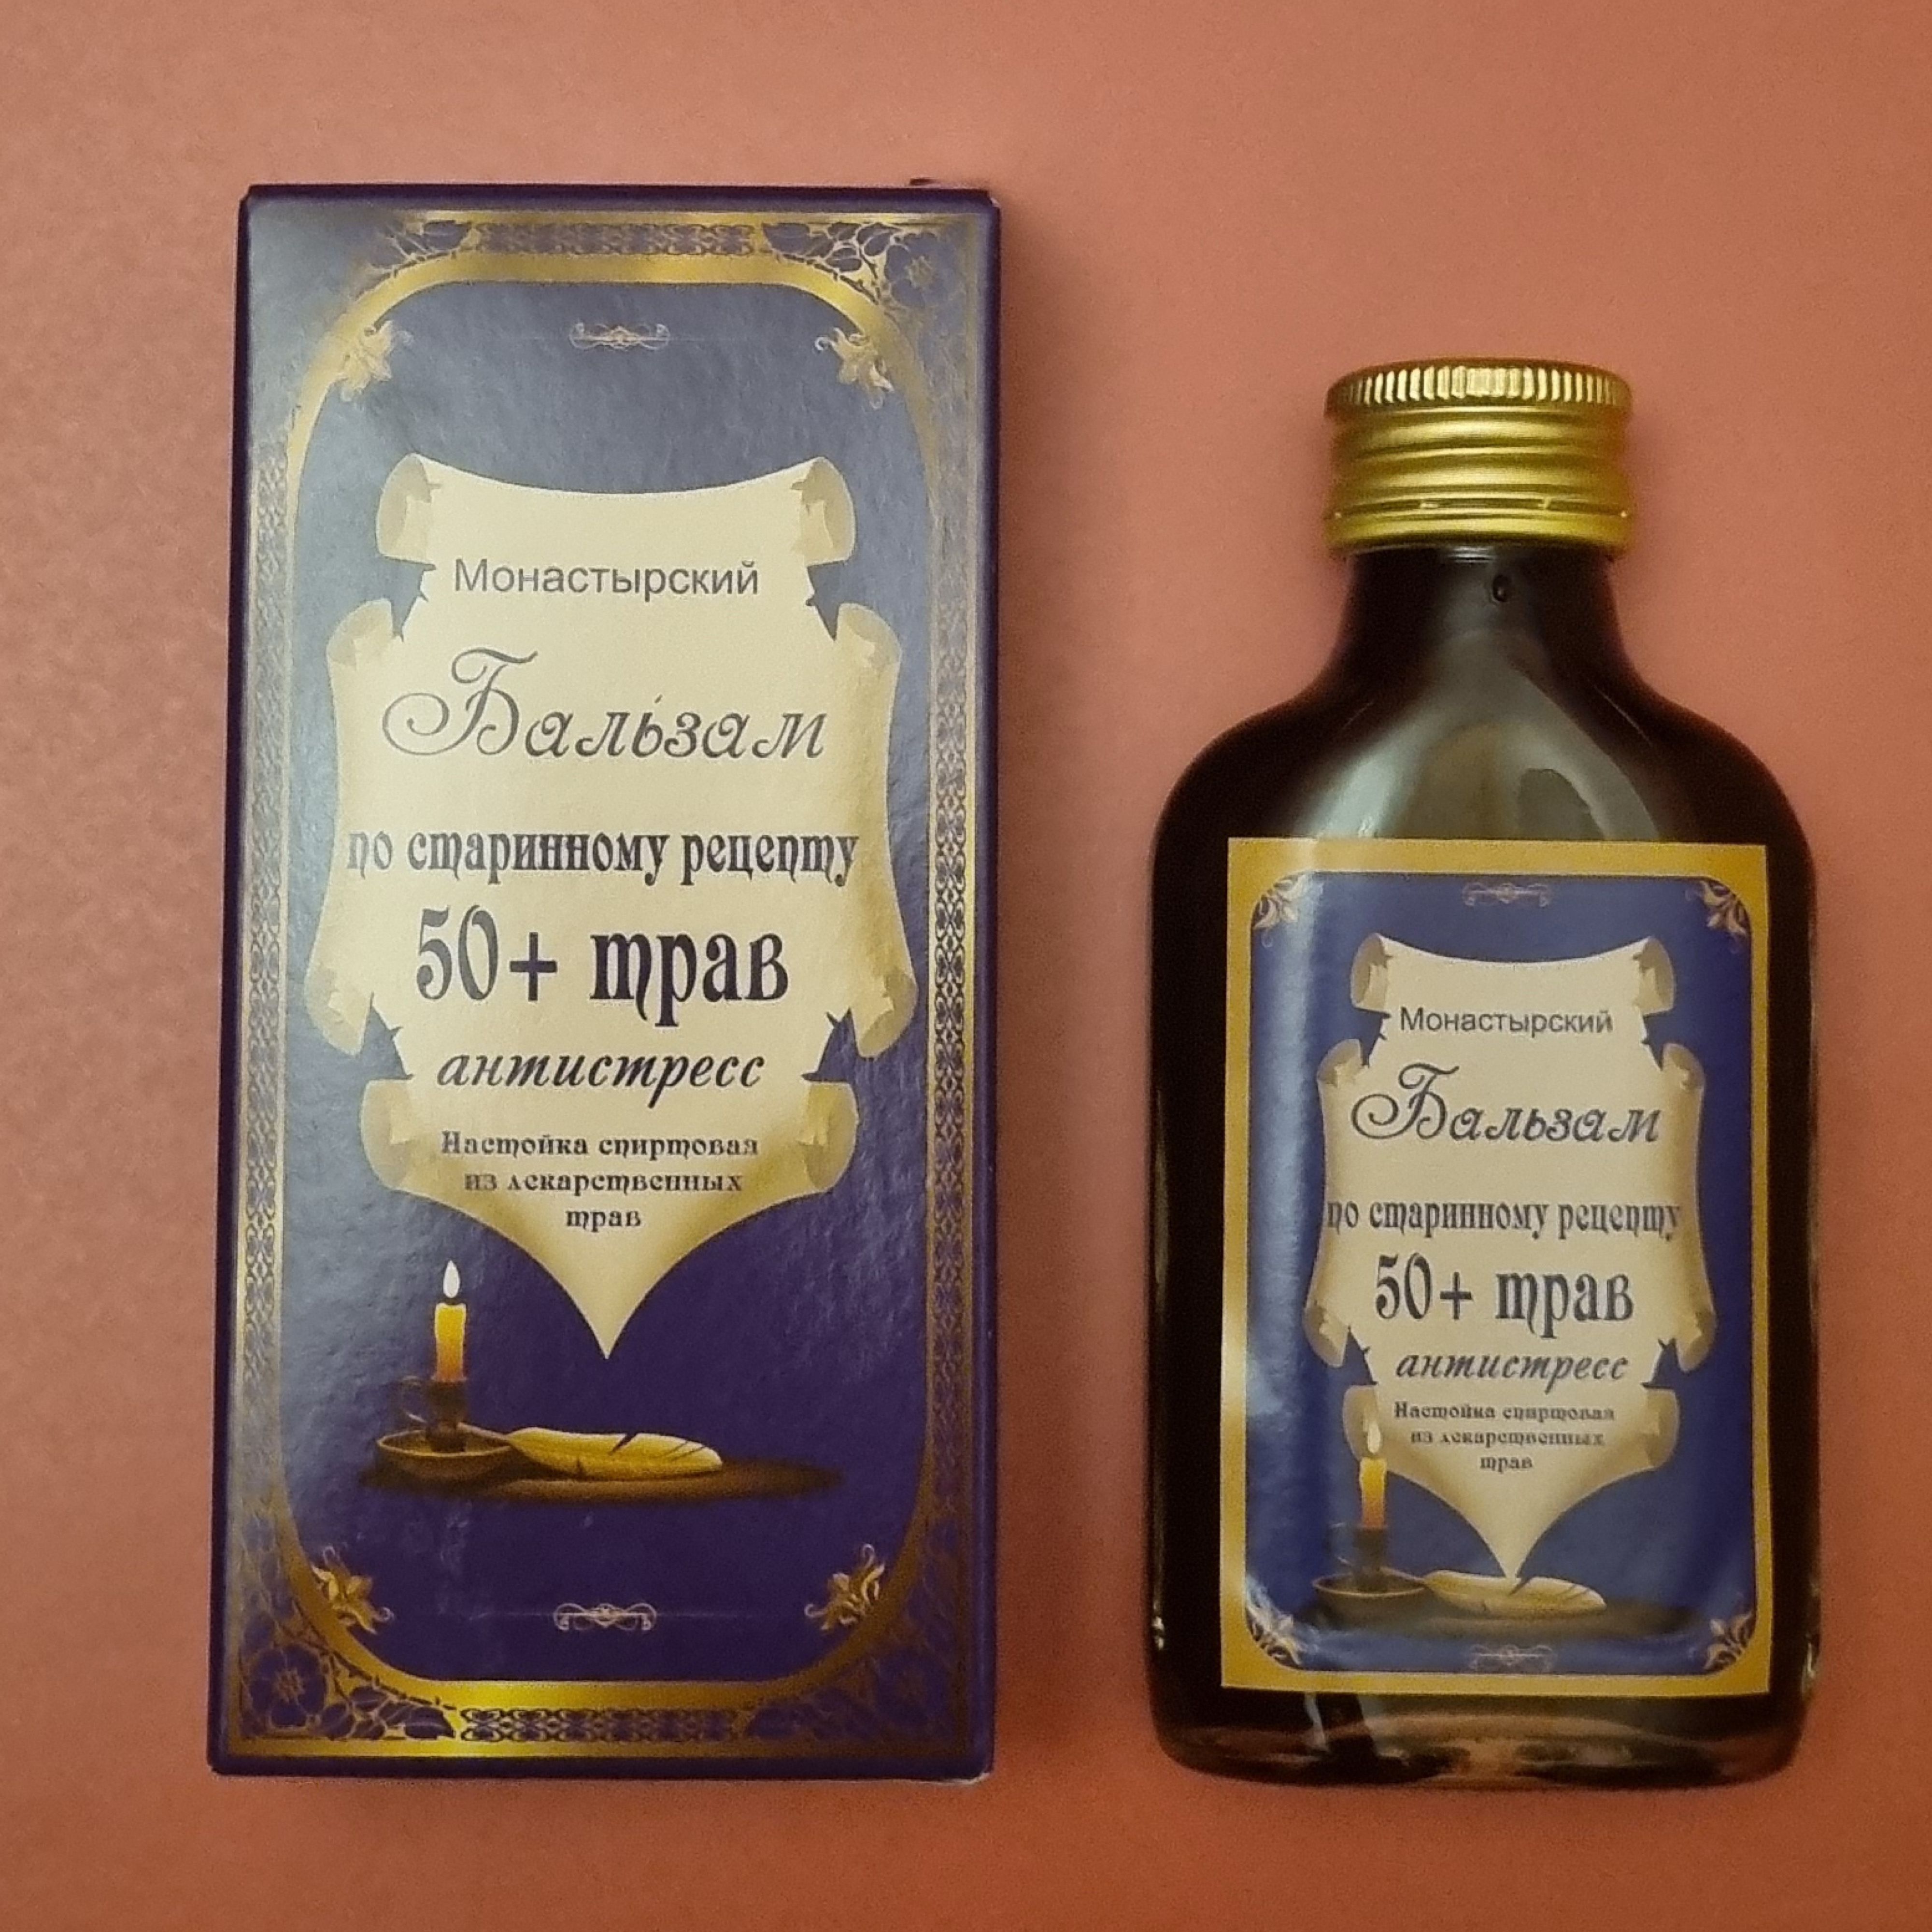 Монастырский
Бальзам
по старинному рецепту
50+ трав
антистресс
Настойка спиртовая
из лекарственных
трав
Монастырский
Бальзам
по старинному рецепту
50+ трав
антистресс
Настойка спиртовая
из лекарственных
трав